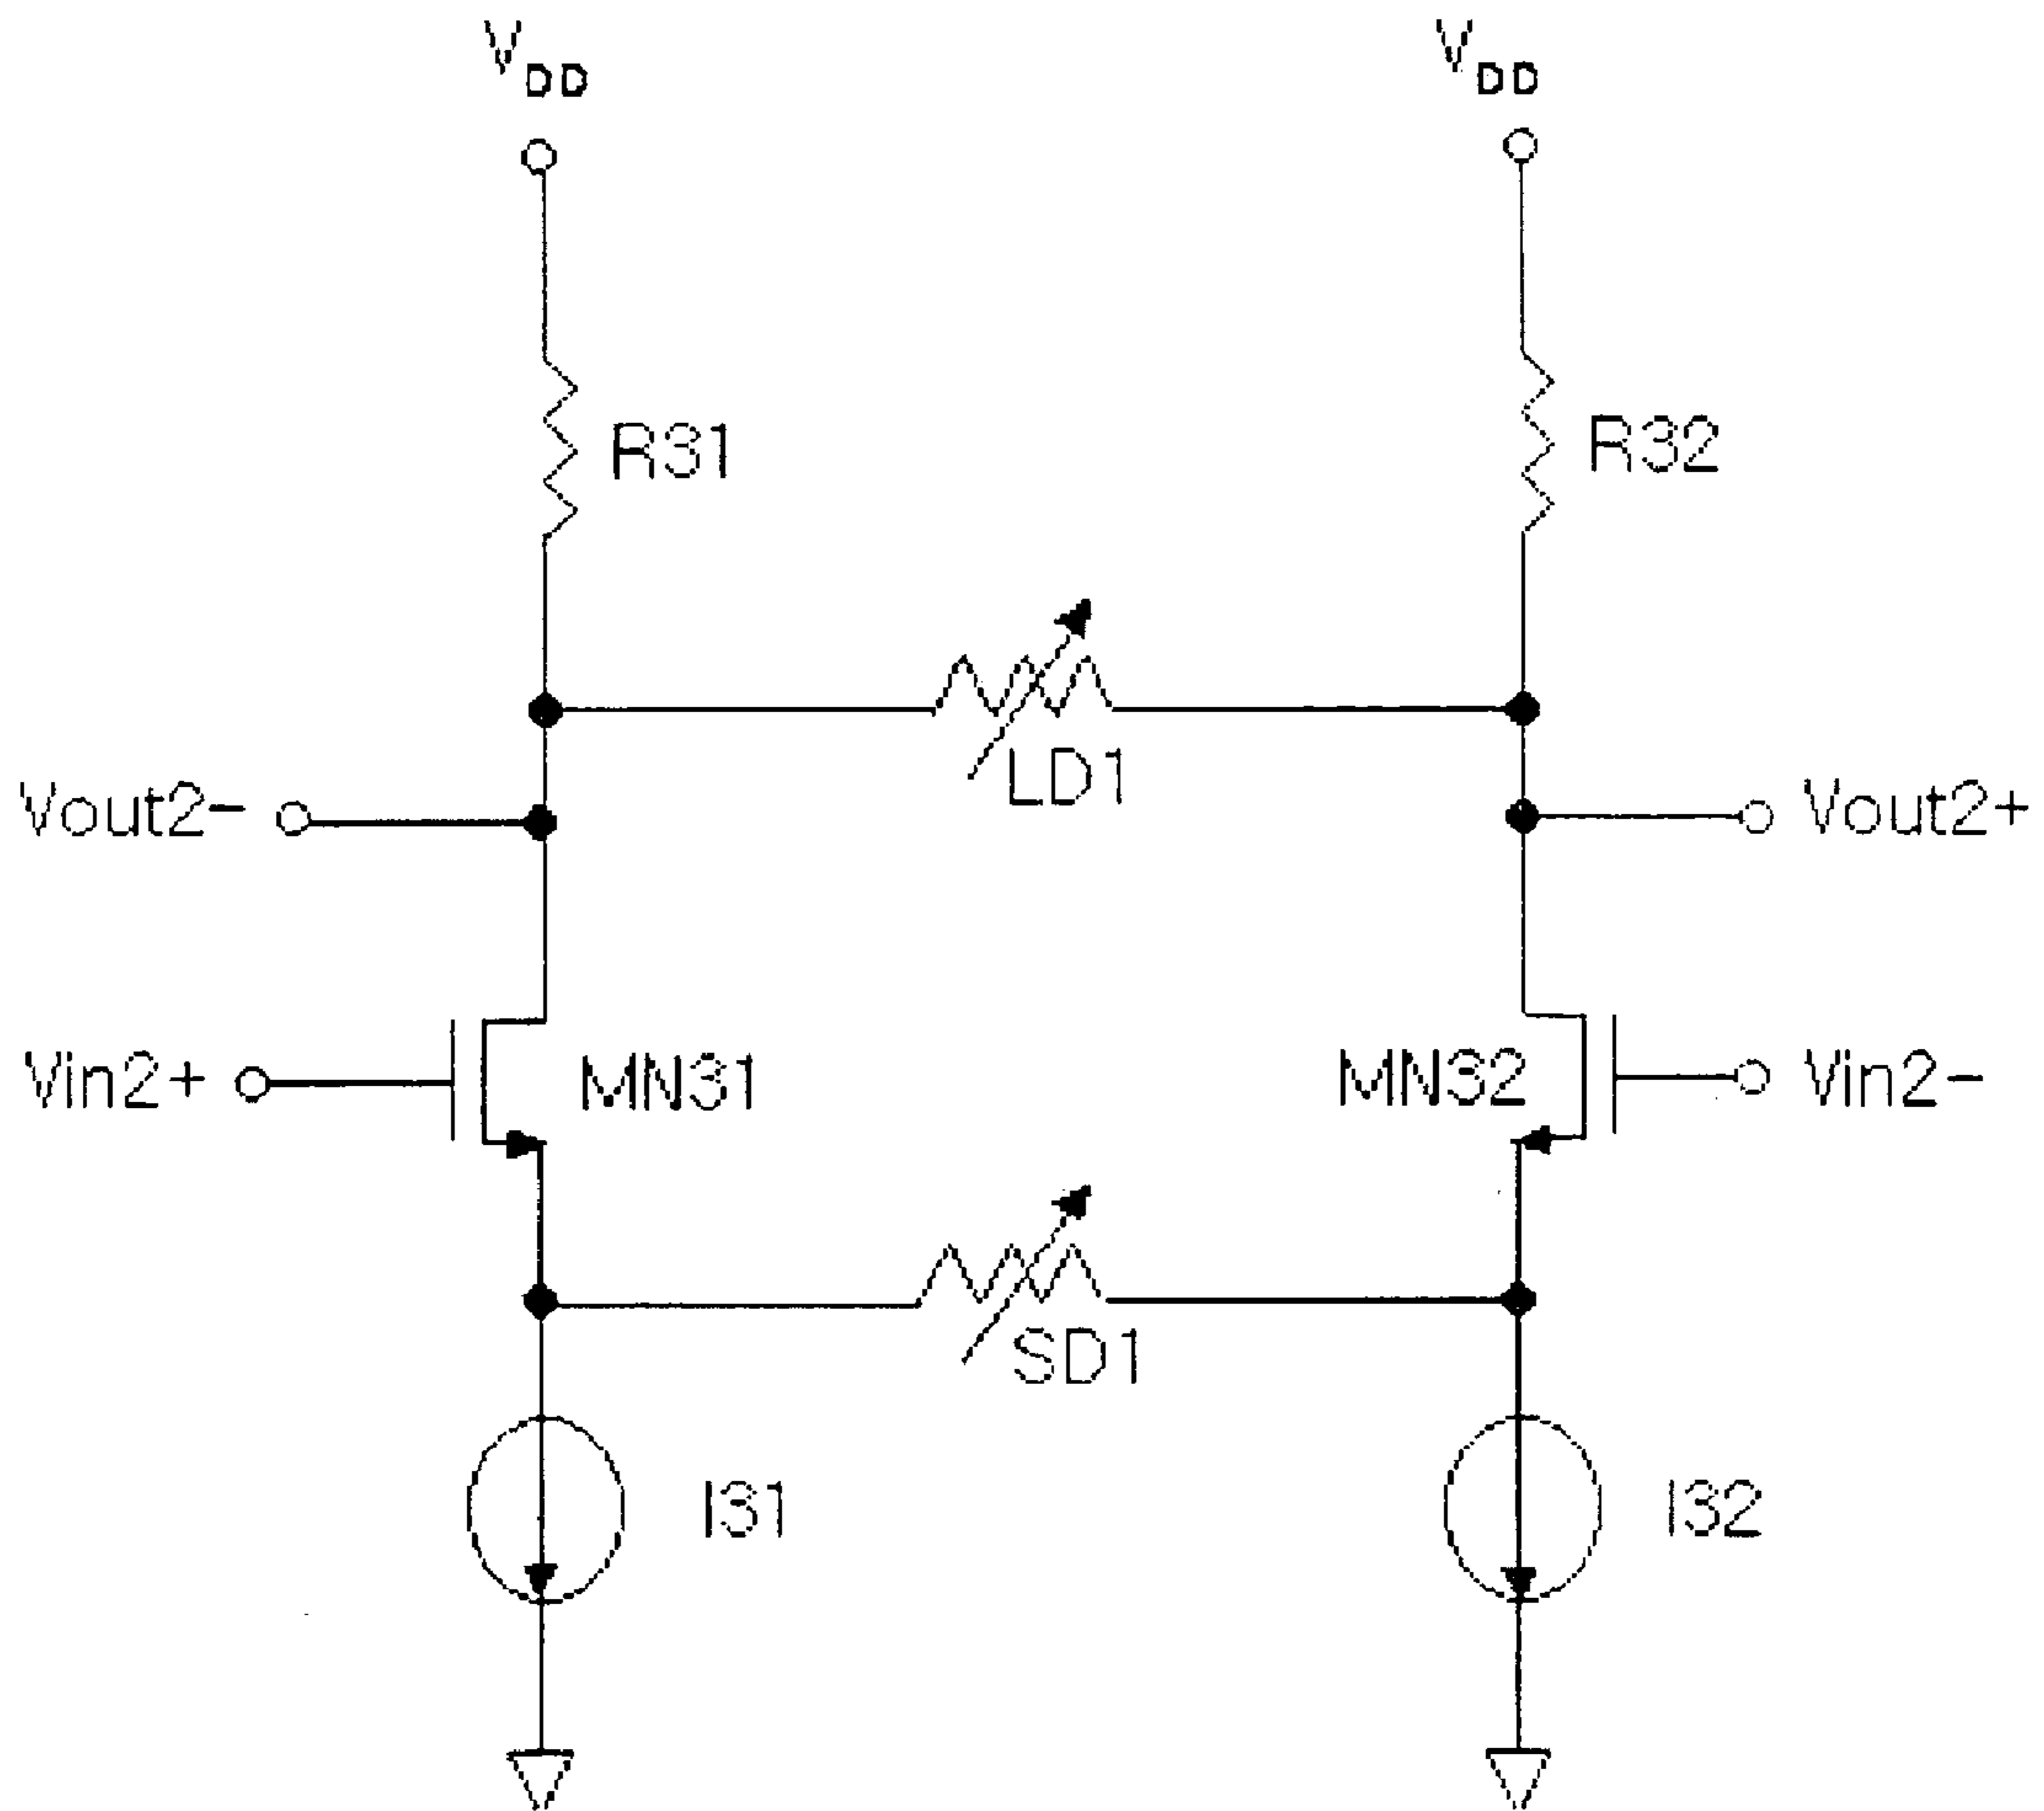 VDD VDD
R31 R32
LD1
Vout2- Vout2+
Vin2+ MN31 MN32 Vin2-
SD1
I31 I32